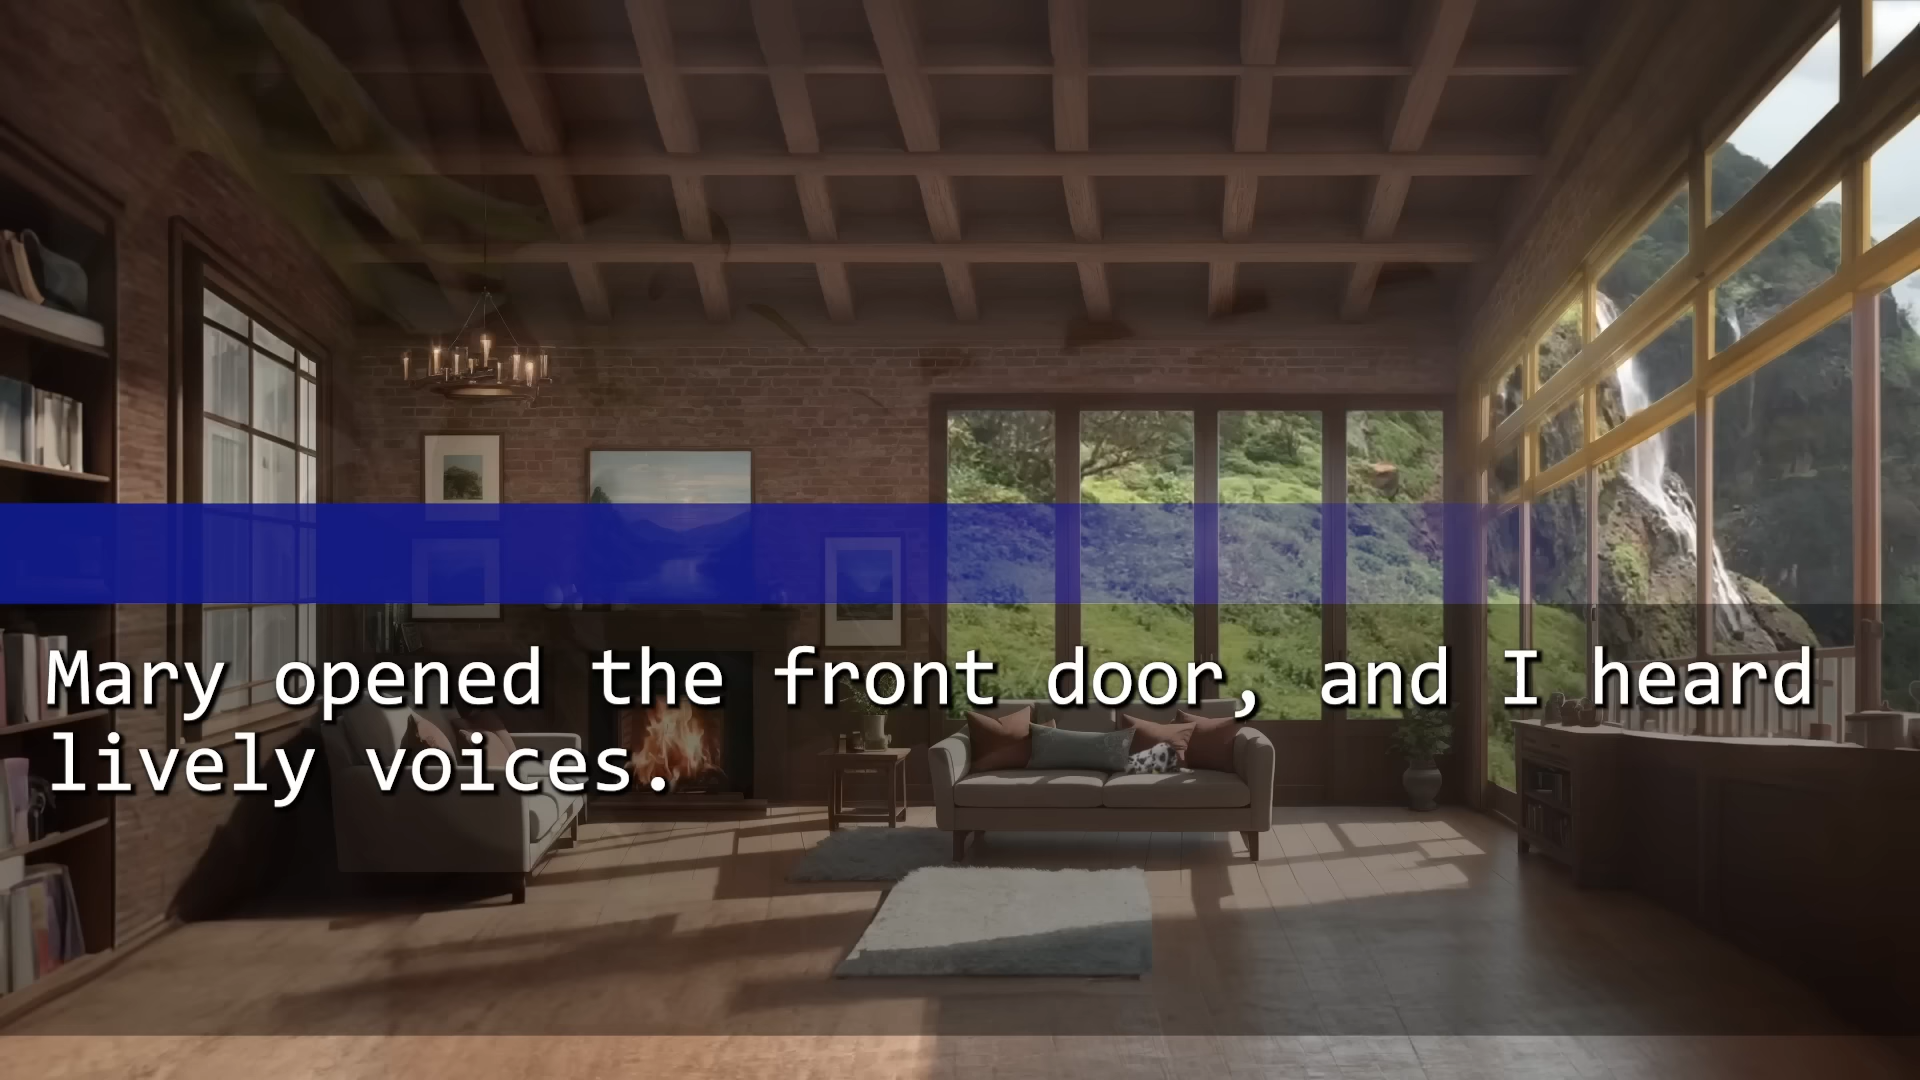 Mary opened the front door, and I heard
lively voices.